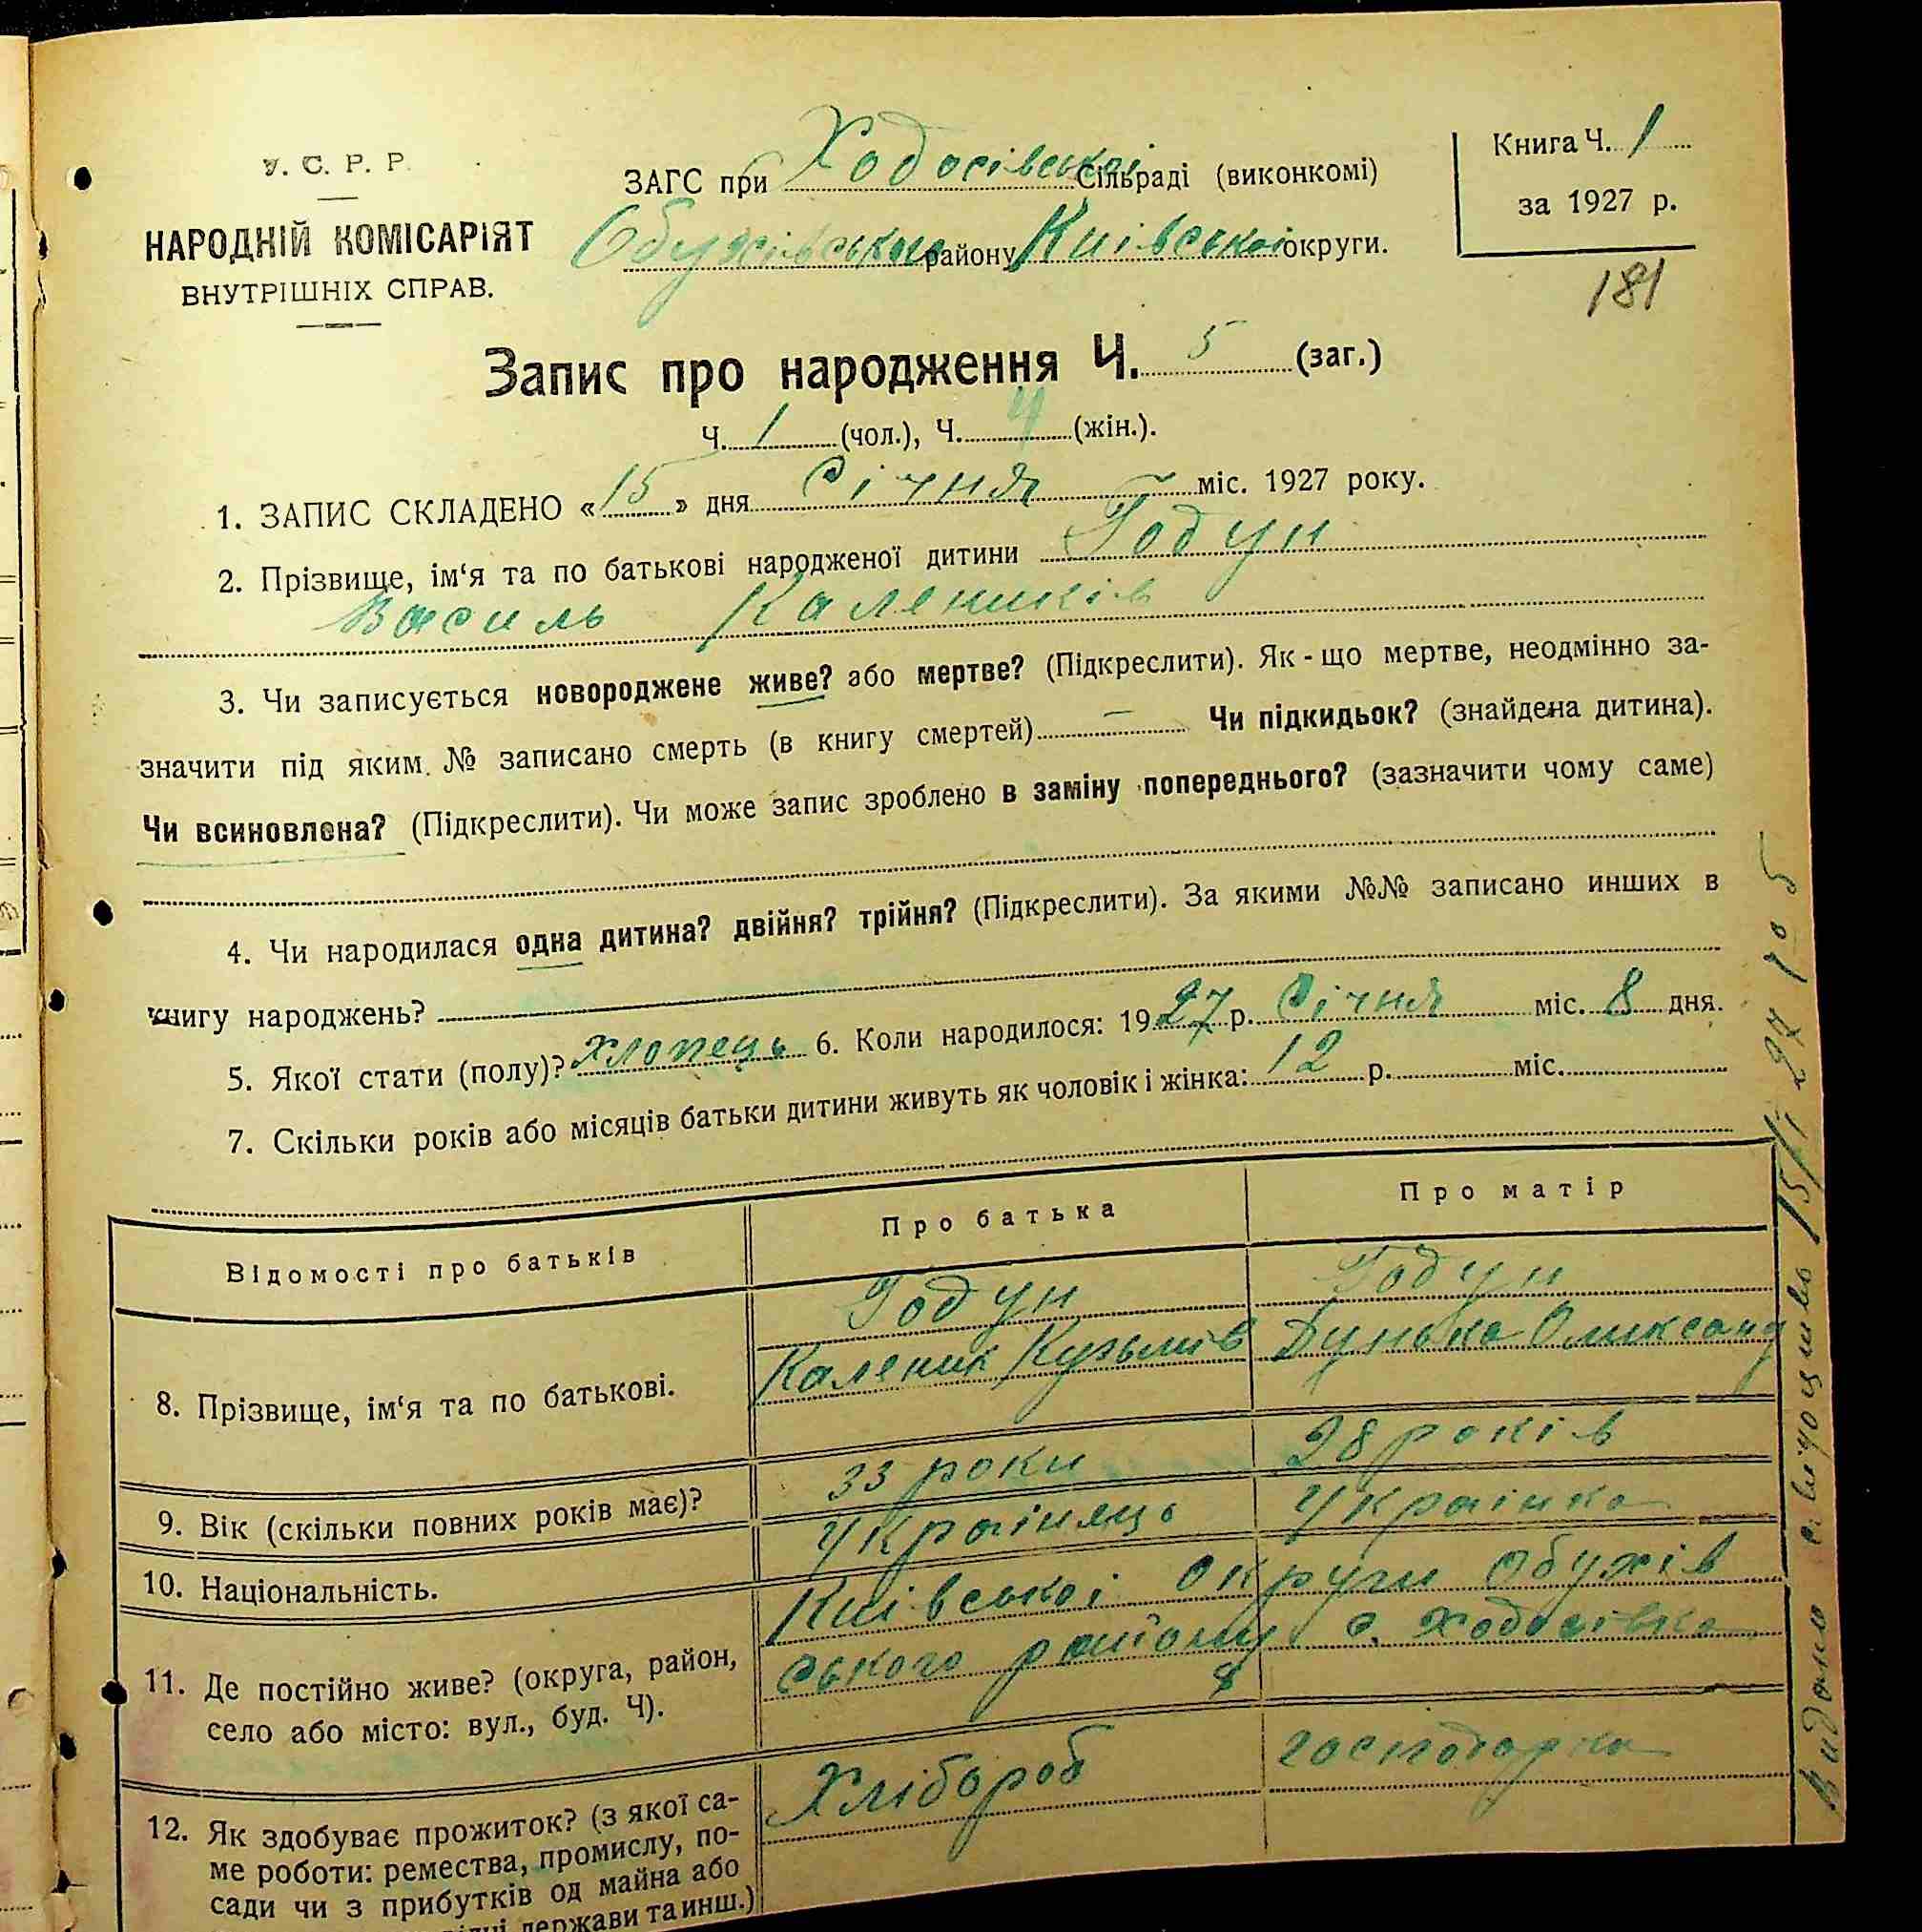 У. С. Р. Р.
НАРОДНІЙ КОМІСАРІЯТ
ВНУТРІШНІХ СПРАВ.
ЗАГС при Ходосівської Сільраді (виконкомі)
Обухівського району Київської округи.
Книга Ч. 1
за 1927 р.
181
Запис про народження Ч. 5 (заг.)
Ч. 1 (чол.), Ч. 4 (жін.).
1. ЗАПИС СКЛАДЕНО «15» дня Січня міс. 1927 року.
2. Прізвище, ім‘я та по батькові народженої дитини Годун
Василь Калеників
3. Чи записується новороджене живе? або мертве? (Підкреслити). Як-що мертве, неодмінно за-
значити під яким № записано смерть (в книгу смертей) — Чи підкидьок? (знайдена дитина).
Чи всиновлена? (Підкреслити). Чи може запис зроблено в заміну попереднього? (зазначити чому саме)
4. Чи народилася одна дитина? двійня? трійня? (Підкреслити). За якими №№ записано инших в
книгу народжень?
5. Якої стати (полу)? Хлопець 6. Коли народилося: 1927 р. Січня міс. 8 дня.
7. Скільки років або місяців батьки дитини живуть як чоловік і жінка: 12 р. міс.
Відомості про батьків Про батька Про матір
8. Прізвище, ім‘я та по батькові. Годун Годун
Каленик Кузьмів Дунька Олександ
9. Вік (скільки повних років має)? 33 роки 28 років
10. Національність. Українець Українка
11. Де постійно живе? (округа, район, Київської округи Обухів
село або місто: вул., буд. Ч). ського району с. Ходосівка
12. Як здобуває прожиток? (з якої са- Хлібороб господарка
ме роботи: ремества, промислу, по-
сади чи з прибутків од майна або
держави та инш.)
Видано 15/I 27 5